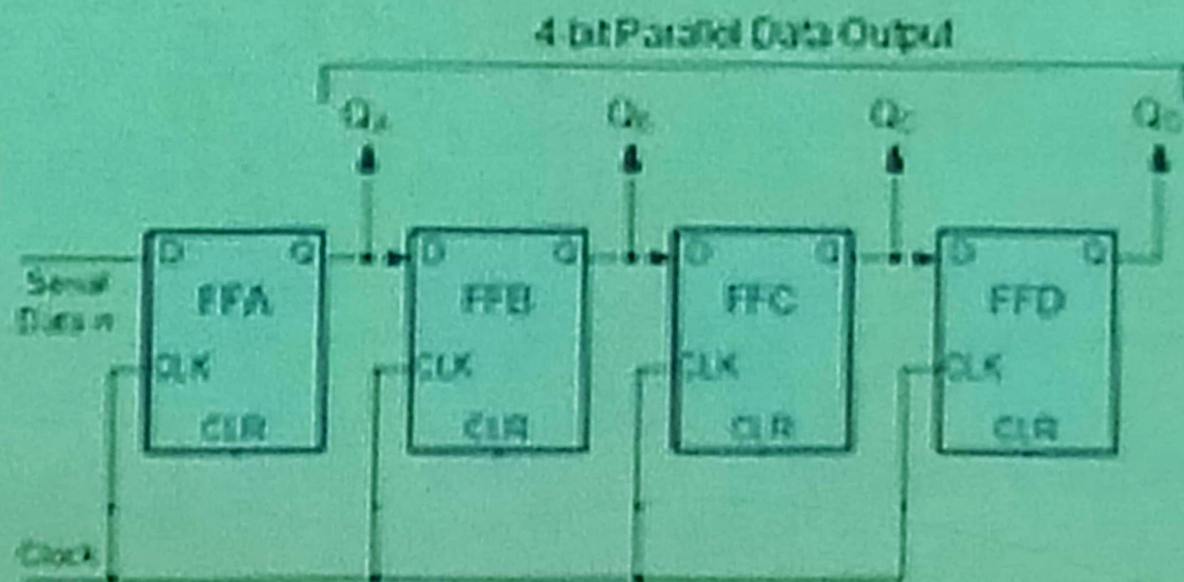 4 bit Parallel Data Output
QA QB QC QD
D Q D Q D Q D Q
Serial
Data in
FFA FFB FFC FFD
CLK CLK CLK CLK
CLR CLR CLR CLR
Clock